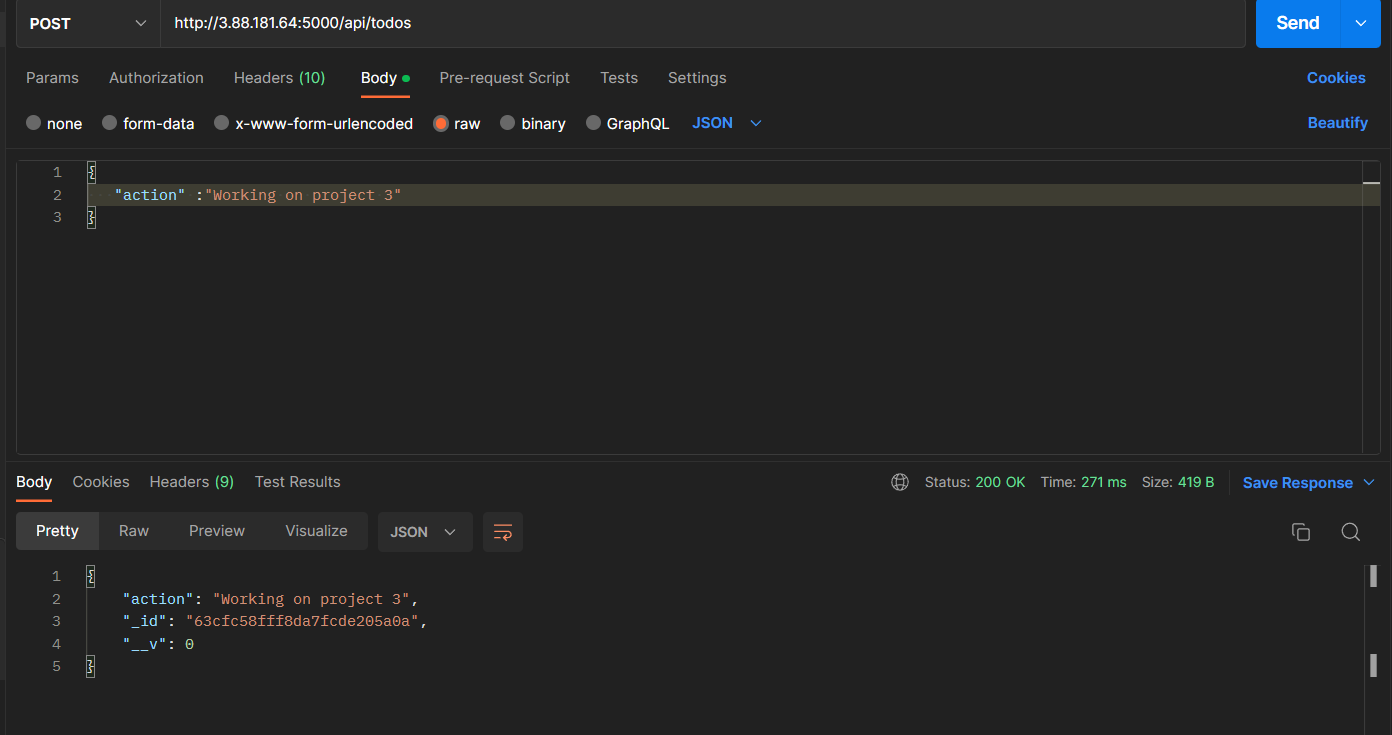 POST http://3.88.181.64:5000/api/todos Send
Params Authorization Headers (10) Body Pre-request Script Tests Settings Cookies
none form-data x-www-form-urlencoded raw binary GraphQL JSON Beautify
1 {
2 "action" :"Working on project 3"
3 }
Body Cookies Headers (9) Test Results Status: 200 OK Time: 271 ms Size: 419 B Save Response
Pretty Raw Preview Visualize JSON
1 {
2 "action": "Working on project 3",
3 "_id": "63cfc58fff8da7fcde205a0a",
4 "__v": 0
5 }